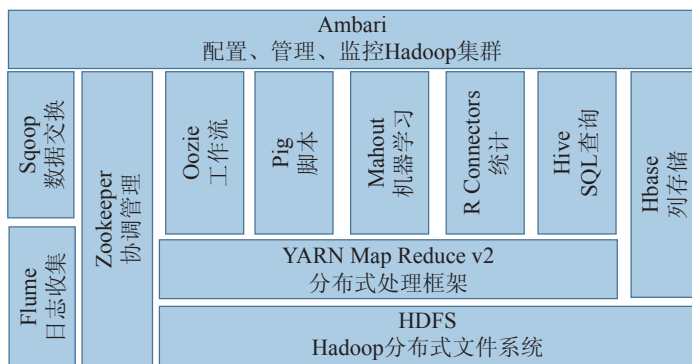 Ambari
配置、管理、监控Hadoop集群
Sqoop
数据交换
Zookeeper
协调管理
Oozie
工作流
Pig
脚本
Mahout
机器学习
R Connectors
统计
Hive
SQL查询
Hbase
列存储
Flume
日志收集
YARN Map Reduce v2
分布式处理框架
HDFS
Hadoop分布式文件系统